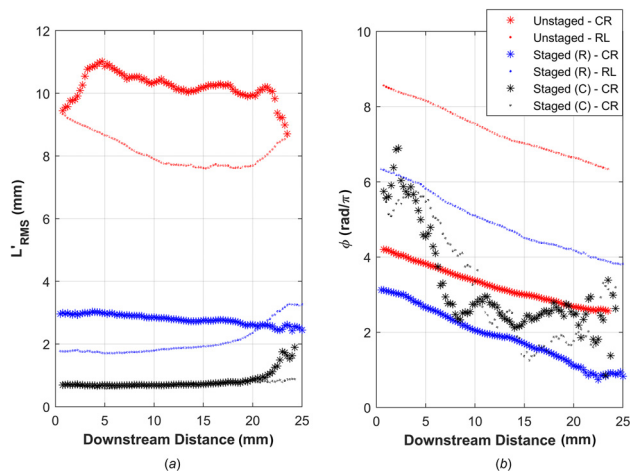 12
10
8
6
4
2
0
L'RMS (mm)
0 5 10 15 20 25
Downstream Distance (mm)
(a)
10
8
6
4
2
0
ϕ (rad/π)
0 5 10 15 20 25
Downstream Distance (mm)
(b)
Unstaged - CR
Unstaged - RL
Staged (R) - CR
Staged (R) - RL
Staged (C) - CR
Staged (C) - CR